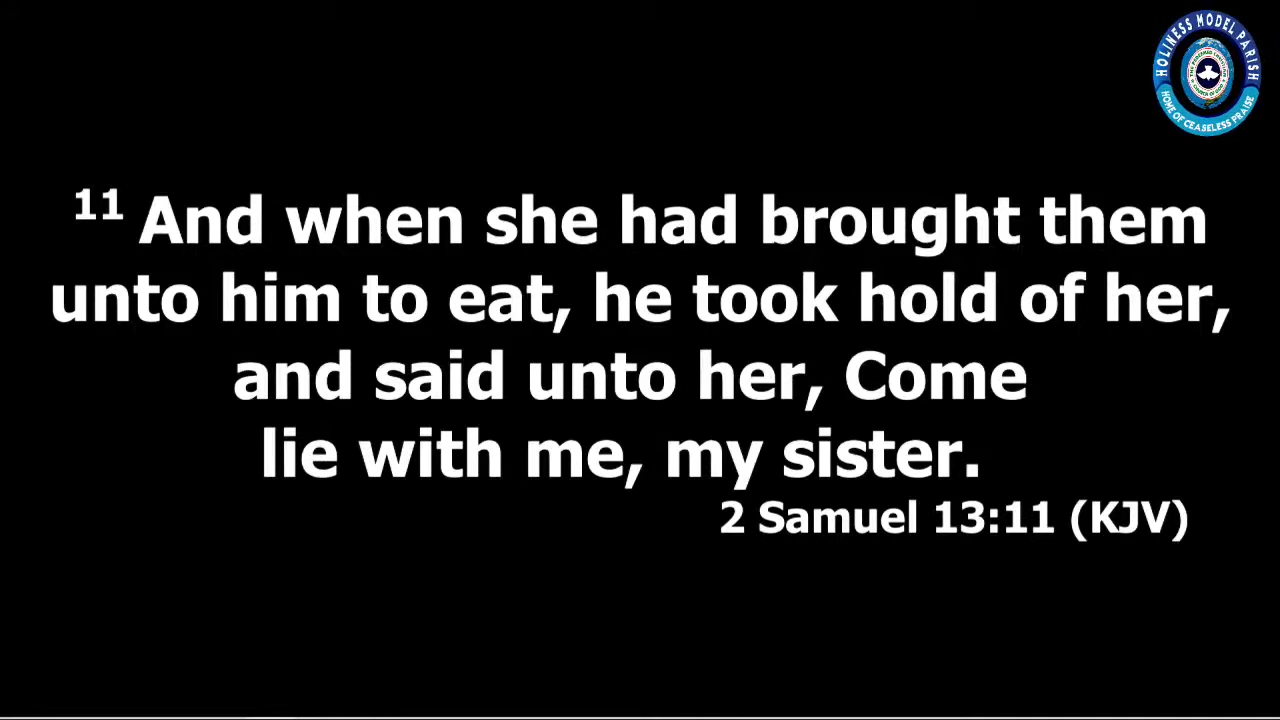 HOLINESS MODEL PARISH
HOME OF CEASELESS PRAISE
11 And when she had brought them
unto him to eat, he took hold of her,
and said unto her, Come
lie with me, my sister.
2 Samuel 13:11 (KJV)